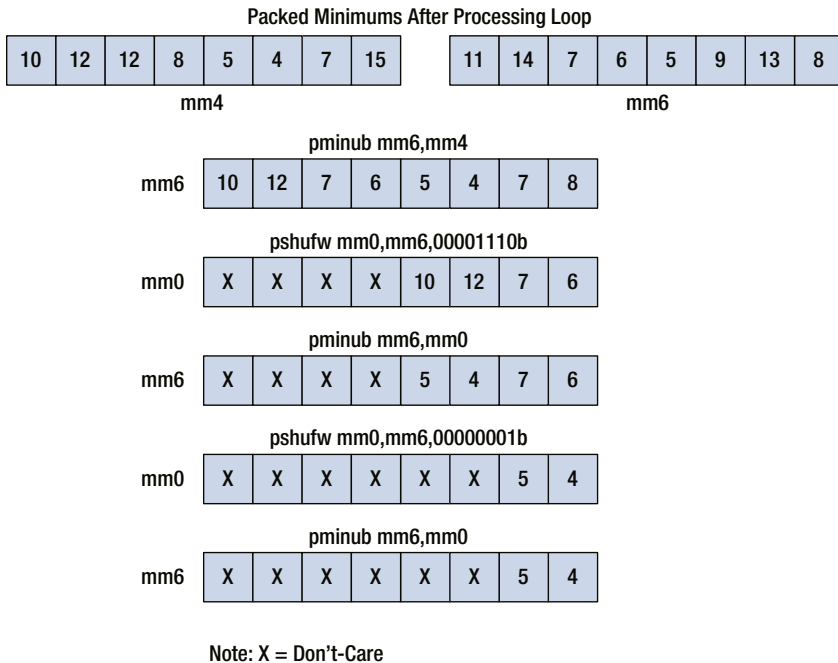 Packed Minimums After Processing Loop
10 12 12 8 5 4 7 15 11 14 7 6 5 9 13 8
mm4 mm6
pminub mm6,mm4
mm6 10 12 7 6 5 4 7 8
pshufw mm0,mm6,00001110b
mm0 X X X X 10 12 7 6
pminub mm6,mm0
mm6 X X X X 5 4 7 6
pshufw mm0,mm6,00000001b
mm0 X X X X X X 5 4
pminub mm6,mm0
mm6 X X X X X X 5 4
Note: X = Don't-Care